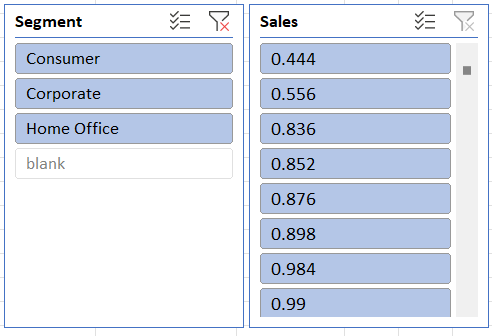 Segment
Consumer
Corporate
Home Office
blank
Sales
0.444
0.556
0.836
0.852
0.876
0.898
0.984
0.99